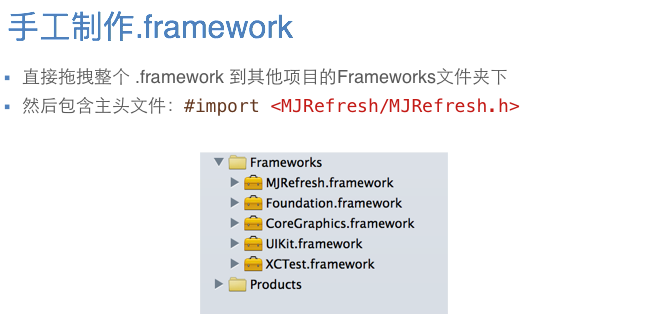 手工制作.framework
直接拖拽整个 .framework 到其他项目的Frameworks文件夹下
然后包含主头文件：#import <MJRefresh/MJRefresh.h>
Frameworks
MJRefresh.framework
Foundation.framework
CoreGraphics.framework
UIKit.framework
XCTest.framework
Products